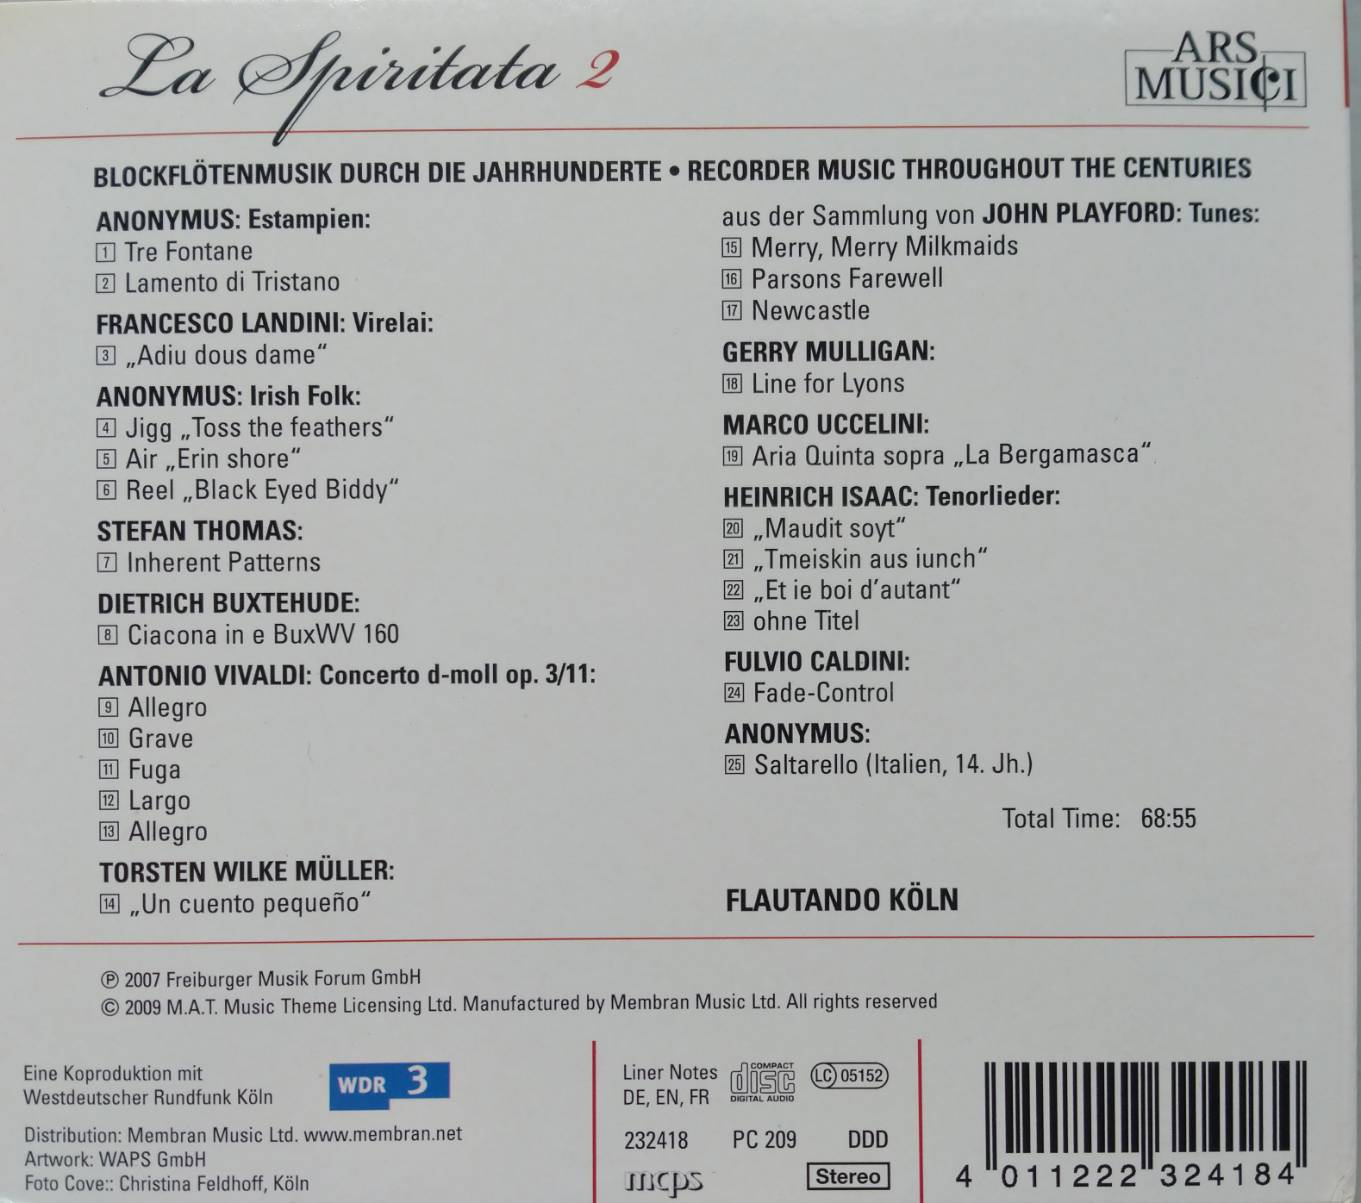 La Spiritata 2
ARS MUSICI
BLOCKFLÖTENMUSIK DURCH DIE JAHRHUNDERTE • RECORDER MUSIC THROUGHOUT THE CENTURIES
ANONYMUS: Estampien:
1 Tre Fontane
2 Lamento di Tristano
FRANCESCO LANDINI: Virelai:
3 „Adiu dous dame“
ANONYMUS: Irish Folk:
4 Jigg „Toss the feathers“
5 Air „Erin shore“
6 Reel „Black Eyed Biddy“
STEFAN THOMAS:
7 Inherent Patterns
DIETRICH BUXTEHUDE:
8 Ciacona in e BuxWV 160
ANTONIO VIVALDI: Concerto d-moll op. 3/11:
9 Allegro
10 Grave
11 Fuga
12 Largo
13 Allegro
TORSTEN WILKE MÜLLER:
14 „Un cuento pequeño“
aus der Sammlung von JOHN PLAYFORD: Tunes:
15 Merry, Merry Milkmaids
16 Parsons Farewell
17 Newcastle
GERRY MULLIGAN:
18 Line for Lyons
MARCO UCCELINI:
19 Aria Quinta sopra „La Bergamasca“
HEINRICH ISAAC: Tenorlieder:
20 „Maudit soyt“
21 „Tmeiskin aus iunch“
22 „Et ie boi d'autant“
23 ohne Titel
FULVIO CALDINI:
24 Fade-Control
ANONYMUS:
25 Saltarello (Italien, 14. Jh.)
Total Time: 68:55
FLAUTANDO KÖLN
℗ 2007 Freiburger Musik Forum GmbH
© 2009 M.A.T. Music Theme Licensing Ltd. Manufactured by Membran Music Ltd. All rights reserved
Eine Koproduktion mit
Westdeutscher Rundfunk Köln
WDR 3
Distribution: Membran Music Ltd. www.membran.net
Artwork: WAPS GmbH
Foto Cove:: Christina Feldhoff, Köln
Liner Notes
DE, EN, FR
COMPACT disc DIGITAL AUDIO
LC 05152
232418 PC 209 DDD
mcps Stereo
4 011222 324184